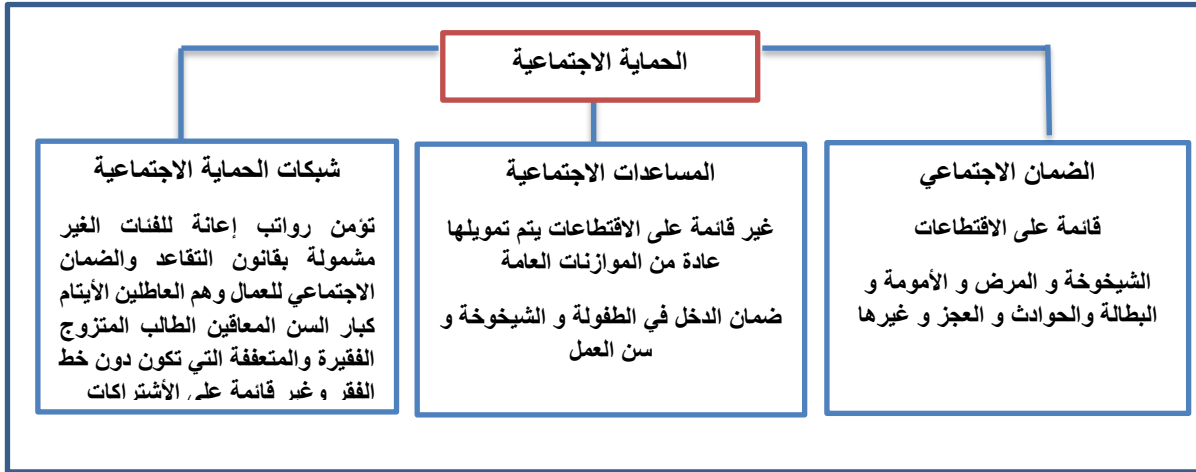 الحماية الاجتماعية
الضمان الاجتماعي
قائمة على الاقتطاعات
الشيخوخة و المرض و الأمومة و
البطالة والحوادث و العجز و غيرها
المساعدات الاجتماعية
غير قائمة على الاقتطاعات يتم تمويلها
عادة من الموازنات العامة
ضمان الدخل في الطفولة و الشيخوخة و
سن العمل
شبكات الحماية الاجتماعية
تؤمن رواتب إعانة للفئات الغير
مشمولة بقانون التقاعد والضمان
الاجتماعي للعمال وهم العاطلين الأيتام
كبار السن المعاقين الطالب المتزوج
الفقيرة والمتعففة التي تكون دون خط
الفقر وغير قائمة على الأشتراكات